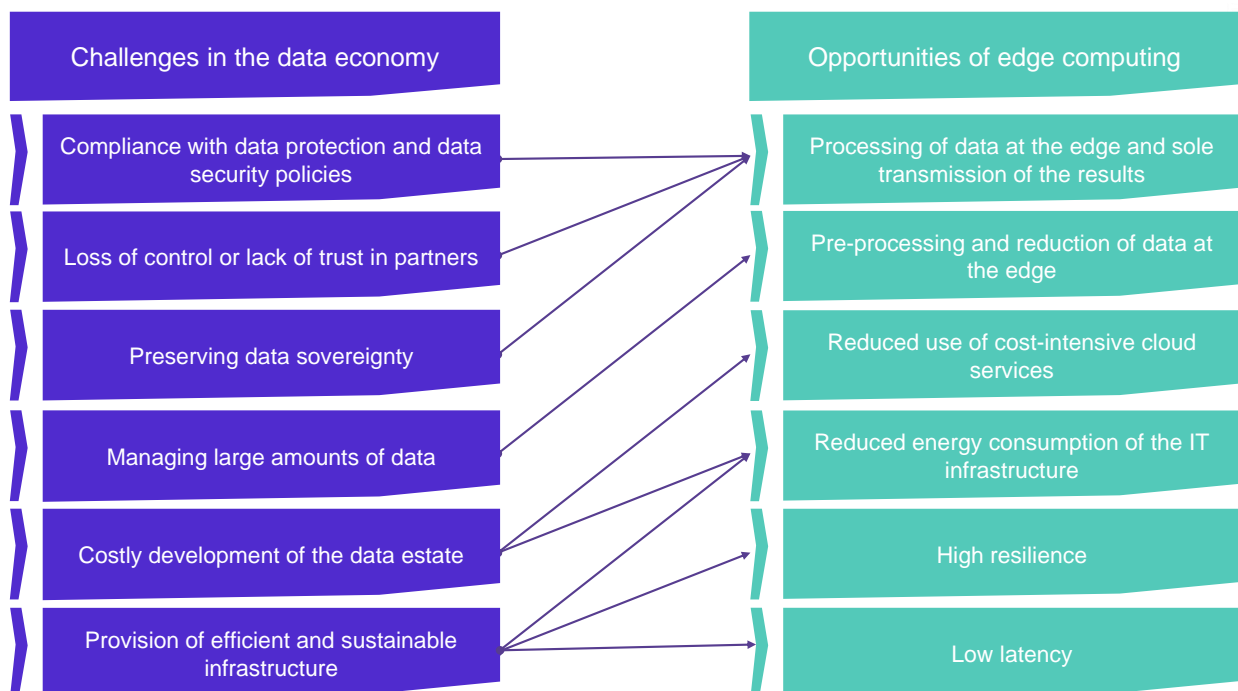 Challenges in the data economy
Opportunities of edge computing
Compliance with data protection and data
security policies
Processing of data at the edge and sole
transmission of the results
Loss of control or lack of trust in partners
Pre-processing and reduction of data at
the edge
Preserving data sovereignty
Reduced use of cost-intensive cloud
services
Managing large amounts of data
Reduced energy consumption of the IT
infrastructure
Costly development of the data estate
High resilience
Provision of efficient and sustainable
infrastructure
Low latency